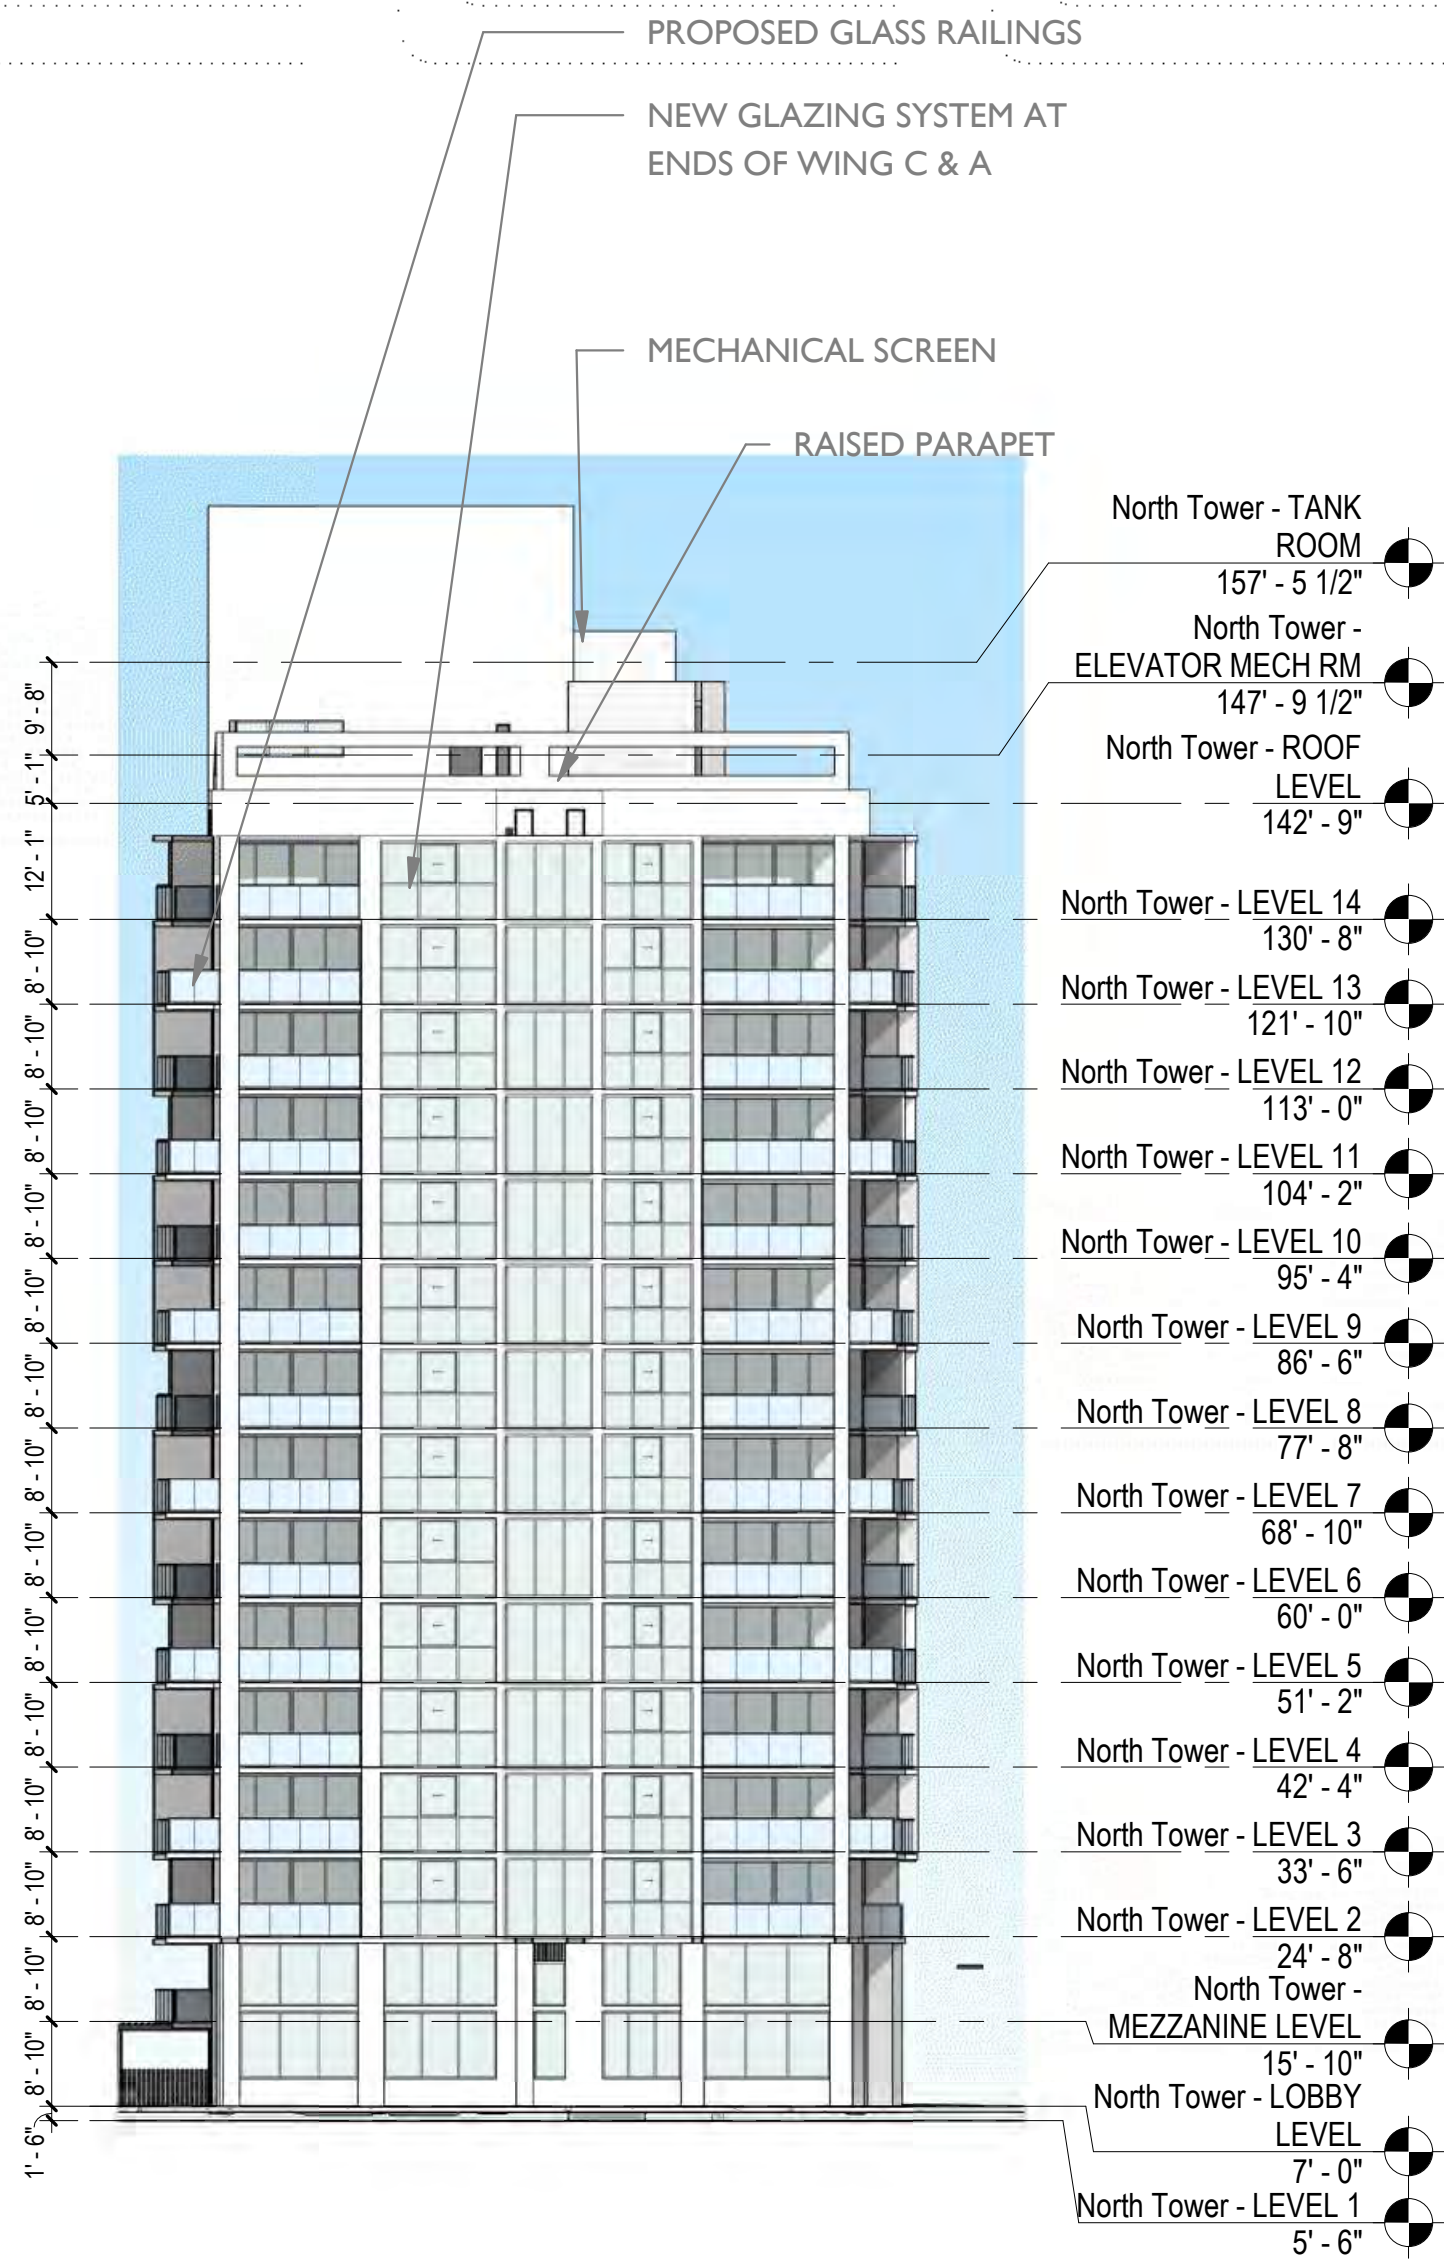 PROPOSED GLASS RAILINGS
NEW GLAZING SYSTEM AT
ENDS OF WING C & A
MECHANICAL SCREEN
RAISED PARAPET
North Tower - TANK
ROOM
157' - 5 1/2"
North Tower -
ELEVATOR MECH RM
147' - 9 1/2"
North Tower - ROOF
LEVEL
142' - 9"
North Tower - LEVEL 14
130' - 8"
North Tower - LEVEL 13
121' - 10"
North Tower - LEVEL 12
113' - 0"
North Tower - LEVEL 11
104' - 2"
North Tower - LEVEL 10
95' - 4"
North Tower - LEVEL 9
86' - 6"
North Tower - LEVEL 8
77' - 8"
North Tower - LEVEL 7
68' - 10"
North Tower - LEVEL 6
60' - 0"
North Tower - LEVEL 5
51' - 2"
North Tower - LEVEL 4
42' - 4"
North Tower - LEVEL 3
33' - 6"
North Tower - LEVEL 2
24' - 8"
North Tower -
MEZZANINE LEVEL
15' - 10"
North Tower - LOBBY
LEVEL
7' - 0"
North Tower - LEVEL 1
5' - 6"
9' - 8"
5' - 1"
12' - 1"
8' - 10"
8' - 10"
8' - 10"
8' - 10"
8' - 10"
8' - 10"
8' - 10"
8' - 10"
8' - 10"
8' - 10"
8' - 10"
8' - 10"
8' - 10"
8' - 10"
1' - 6"